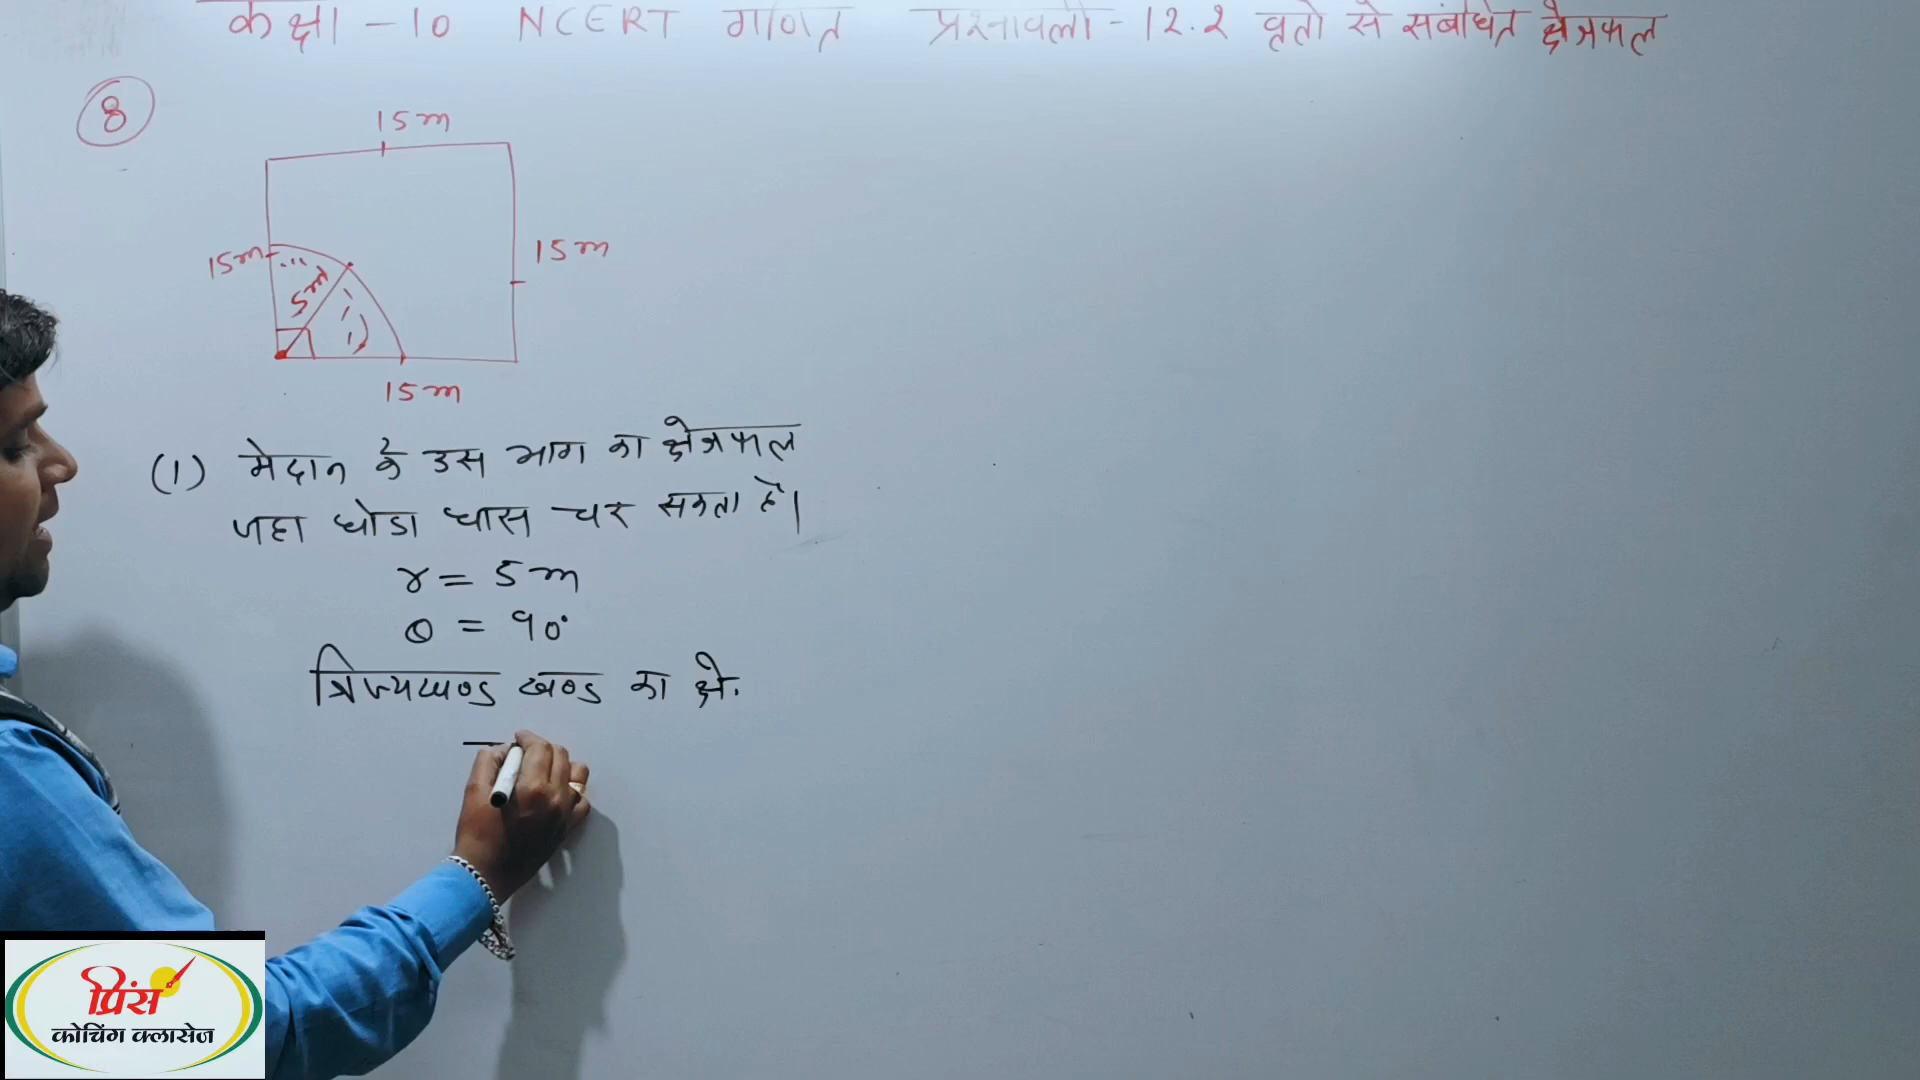 कक्षा - 10 NCERT गणित प्रश्नावली - 12.2 वृतो से संबंधित क्षेत्रफल
8
15m
15m
15m
5m
15m
(1) मेदान के उस भाग का क्षेत्रफल
जहा घोडा घास चर सकता है।
r = 5m
θ = 90°
खण्ड का क्षे.
प्रिंस
कोचिंग क्लासेज